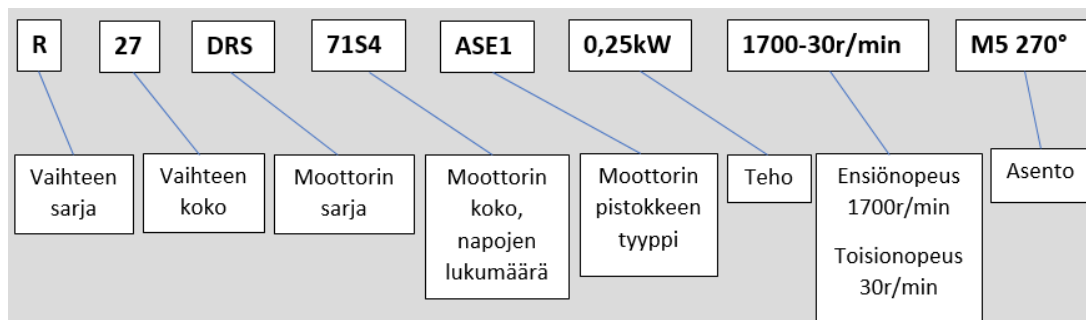 R 27 DRS 71S4 ASE1 0,25kW 1700-30r/min M5 270°
Vaihteen
sarja
Vaihteen
koko
Moottorin
sarja
Moottorin
koko,
napojen
lukumäärä
Moottorin
pistokkeen
tyyppi
Teho
Ensiönopeus
1700r/min
Toisionopeus
30r/min
Asento